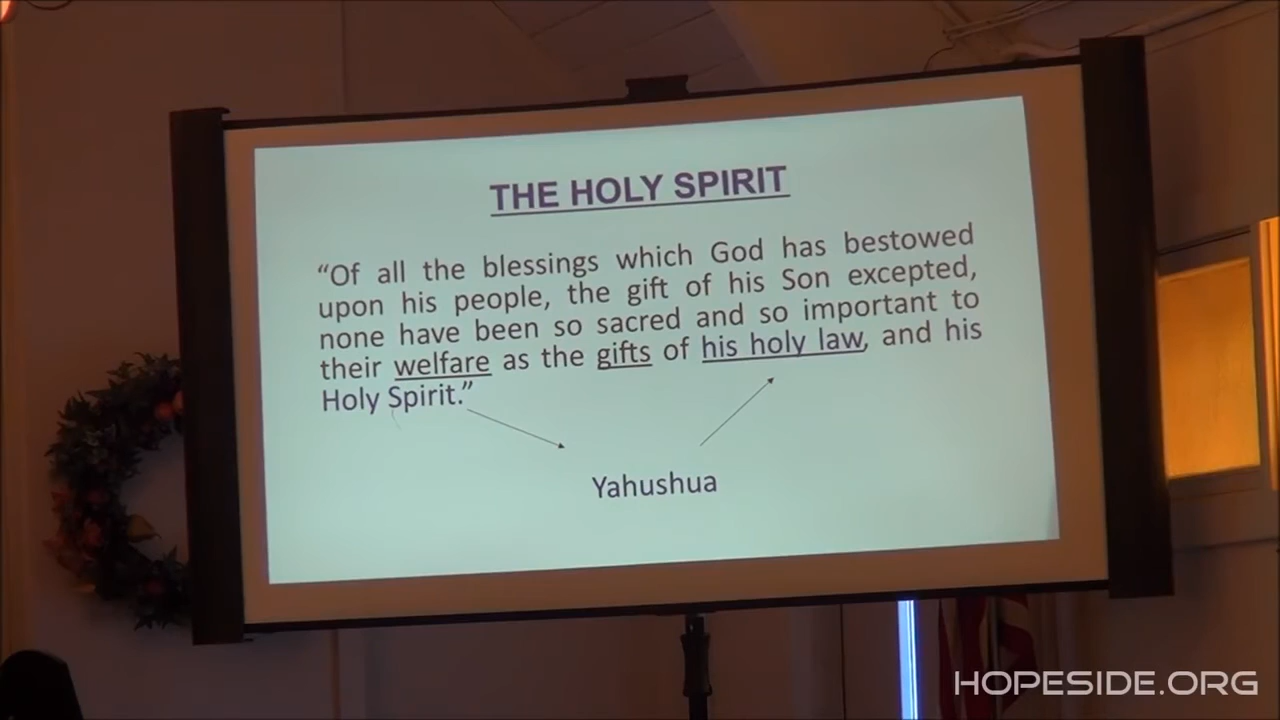 THE HOLY SPIRIT
“Of all the blessings which God has bestowed
upon his people, the gift of his Son excepted,
none have been so sacred and so important to
their welfare as the gifts of his holy law, and his
Holy Spirit.”
Yahushua
HOPESIDE.ORG